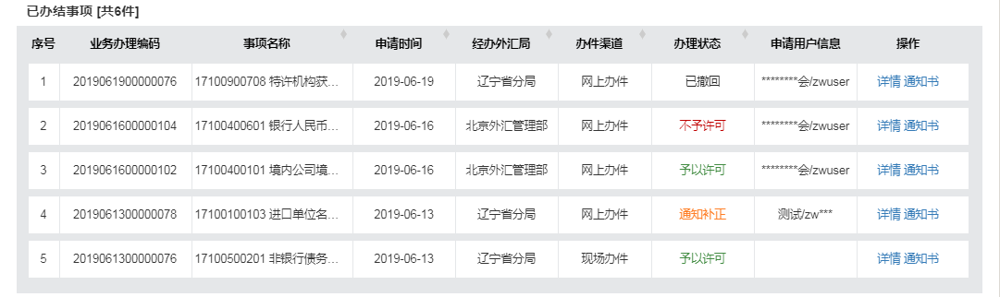 已办结事项 [共6件]
序号 业务办理编码 事项名称 申请时间 经办外汇局 办件渠道 办理状态 申请用户信息 操作
1 2019061900000076 17100900708 特许机构获... 2019-06-19 辽宁省分局 网上办件 已撤回 ********会/zwuser 详情 通知书
2 2019061600000104 17100400601 银行人民币... 2019-06-16 北京外汇管理部 网上办件 不予许可 ********会/zwuser 详情 通知书
3 2019061600000102 17100400101 境内公司境... 2019-06-16 北京外汇管理部 网上办件 予以许可 ********会/zwuser 详情 通知书
4 2019061300000078 17100100103 进口单位名... 2019-06-13 辽宁省分局 网上办件 通知补正 测试/zw*** 详情 通知书
5 2019061300000076 17100500201 非银行债务... 2019-06-13 辽宁省分局 现场办件 予以许可 详情 通知书